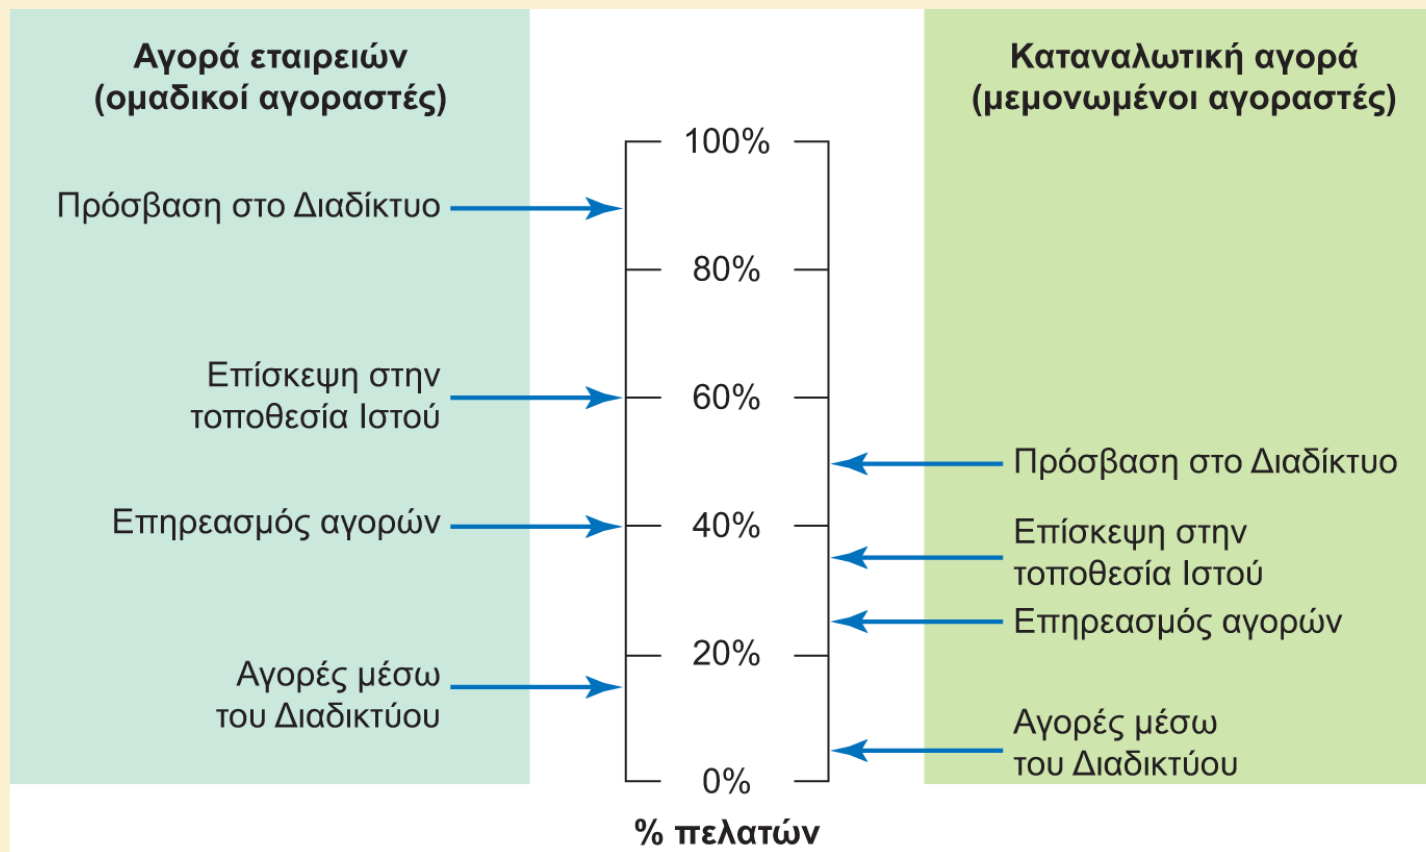 Αγορά εταιρειών
(ομαδικοί αγοραστές)
Πρόσβαση στο Διαδίκτυο
Επίσκεψη στην
τοποθεσία Ιστού
Επηρεασμός αγορών
Αγορές μέσω
του Διαδικτύου
100%
80%
60%
40%
20%
0%
% πελατών
Καταναλωτική αγορά
(μεμονωμένοι αγοραστές)
Πρόσβαση στο Διαδίκτυο
Επίσκεψη στην
τοποθεσία Ιστού
Επηρεασμός αγορών
Αγορές μέσω
του Διαδικτύου